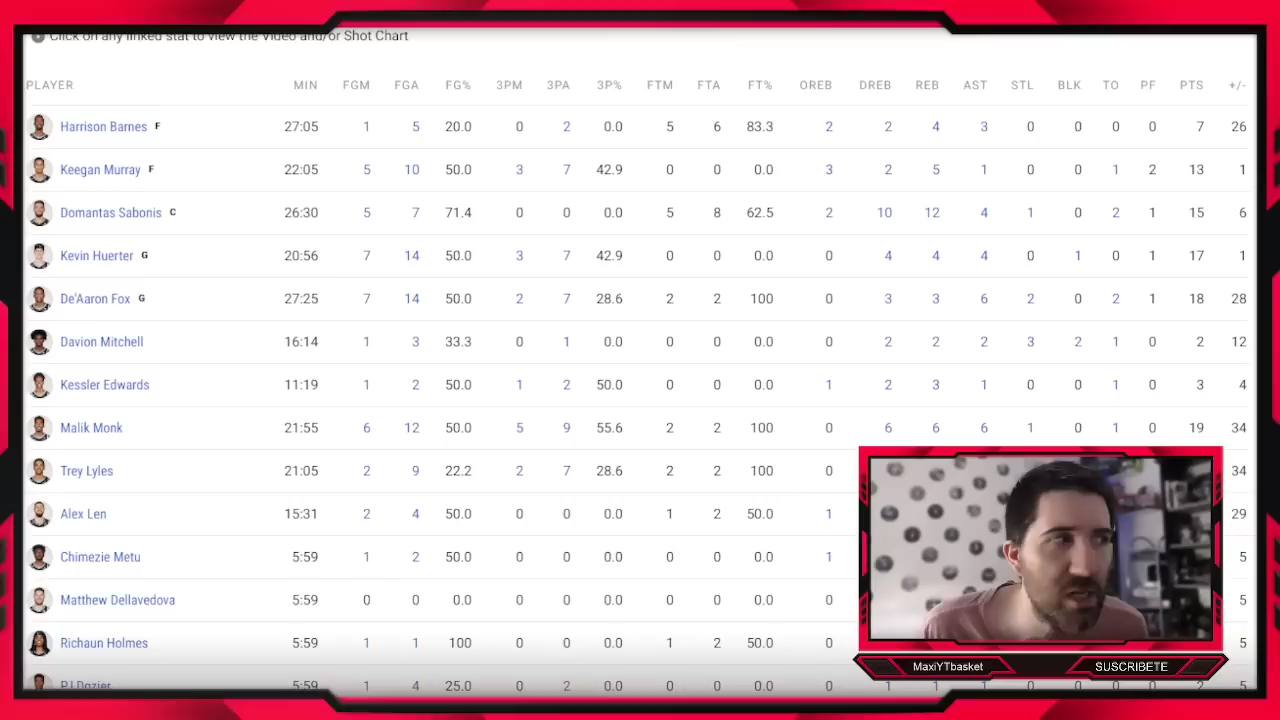 Click on any linked stat to view the Video and/or Shot Chart
PLAYER MIN FGM FGA FG% 3PM 3PA 3P% FTM FTA FT% OREB DREB REB AST STL BLK TO PF PTS +/-
Harrison Barnes F 27:05 1 5 20.0 0 2 0.0 5 6 83.3 2 2 4 3 0 0 0 0 7 26
Keegan Murray F 22:05 5 10 50.0 3 7 42.9 0 0 0.0 3 2 5 1 0 0 1 2 13 1
Domantas Sabonis C 26:30 5 7 71.4 0 0 0.0 5 8 62.5 2 10 12 4 1 0 2 1 15 6
Kevin Huerter G 20:56 7 14 50.0 3 7 42.9 0 0 0.0 0 4 4 4 0 1 0 1 17 1
De'Aaron Fox G 27:25 7 14 50.0 2 7 28.6 2 2 100 0 3 3 6 2 0 2 1 18 28
Davion Mitchell 16:14 1 3 33.3 0 1 0.0 0 0 0.0 0 2 2 2 3 2 1 0 2 12
Kessler Edwards 11:19 1 2 50.0 1 2 50.0 0 0 0.0 1 2 3 1 0 0 1 0 3 4
Malik Monk 21:55 6 12 50.0 5 9 55.6 2 2 100 0 6 6 6 1 0 1 0 19 34
Trey Lyles 21:05 2 9 22.2 2 7 28.6 2 2 100 0 34
Alex Len 15:31 2 4 50.0 0 0 0.0 1 2 50.0 1 29
Chimezie Metu 5:59 1 2 50.0 0 0 0.0 0 0 0.0 1 5
Matthew Dellavedova 5:59 0 0 0.0 0 0 0.0 0 0 0.0 0 5
Richaun Holmes 5:59 1 1 100 0 0 0.0 1 2 50.0 0 5
PJ Dozier 5:59 1 4 25.0 0 2 0.0 0 0 0.0 0 1 1 1 2 5
MaxiYTbasket
SUSCRIBETE